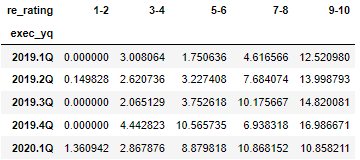 re_rating 1-2 3-4 5-6 7-8 9-10
exec_yq
2019.1Q 0.000000 3.008064 1.750636 4.616566 12.520980
2019.2Q 0.149828 2.620736 3.227408 7.684074 13.998793
2019.3Q 0.000000 2.065129 3.752618 10.175667 14.820081
2019.4Q 0.000000 4.442823 10.565735 6.938318 16.986671
2020.1Q 1.360942 2.867876 8.879818 10.868152 10.858211